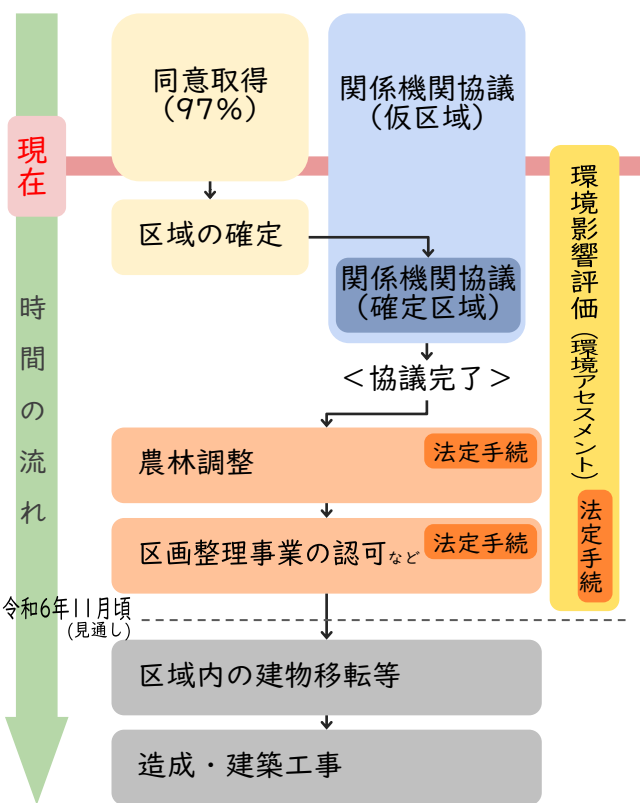 同意取得
(97%)
関係機関協議
(仮区域)
現在
区域の確定
関係機関協議
(確定区域)
環境影響評価(環境アセスメント)
法定手続
時間の流れ
<協議完了>
農林調整
法定手続
区画整理事業の認可など
法定手続
令和6年11月頃
(見通し)
区域内の建物移転等
造成・建築工事